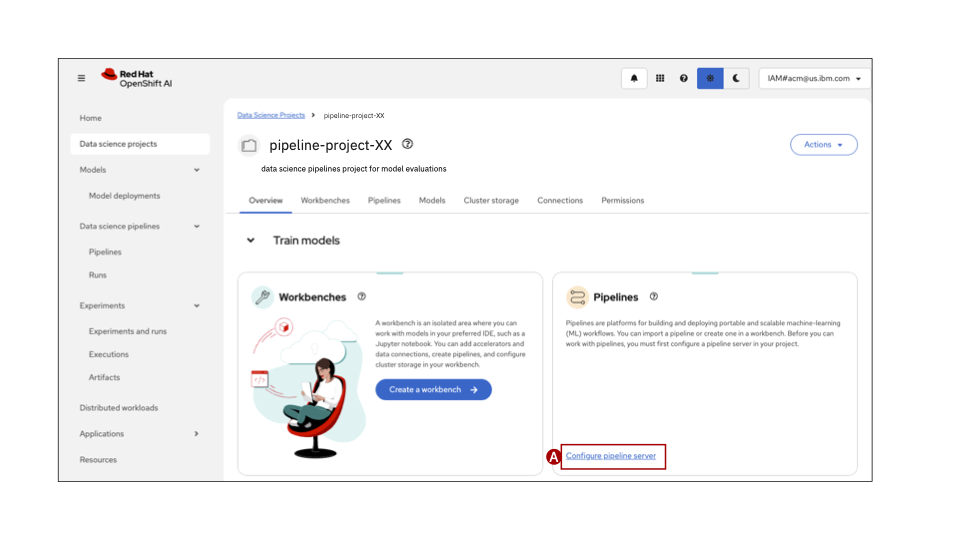 Red Hat
OpenShift AI
IAM#acm@us.ibm.com
Home
Data science projects
Models
Model deployments
Data science pipelines
Pipelines
Runs
Experiments
Experiments and runs
Executions
Artifacts
Distributed workloads
Applications
Resources
Data Science Projects > pipeline-project-XX
pipeline-project-XX
Actions
data science pipelines project for model evaluations
Overview Workbenches Pipelines Models Cluster storage Connections Permissions
Train models
Workbenches
A workbench is an isolated area where you can
work with models in your preferred IDE, such as a
Jupyter notebook. You can add accelerators and
data connections, create pipelines, and configure
cluster storage in your workbench.
Create a workbench →
Pipelines
Pipelines are platforms for building and deploying portable and scalable machine-learning
(ML) workflows. You can import a pipeline or create one in a workbench. Before you can
work with pipelines, you must first configure a pipeline server in your project.
A
Configure pipeline server